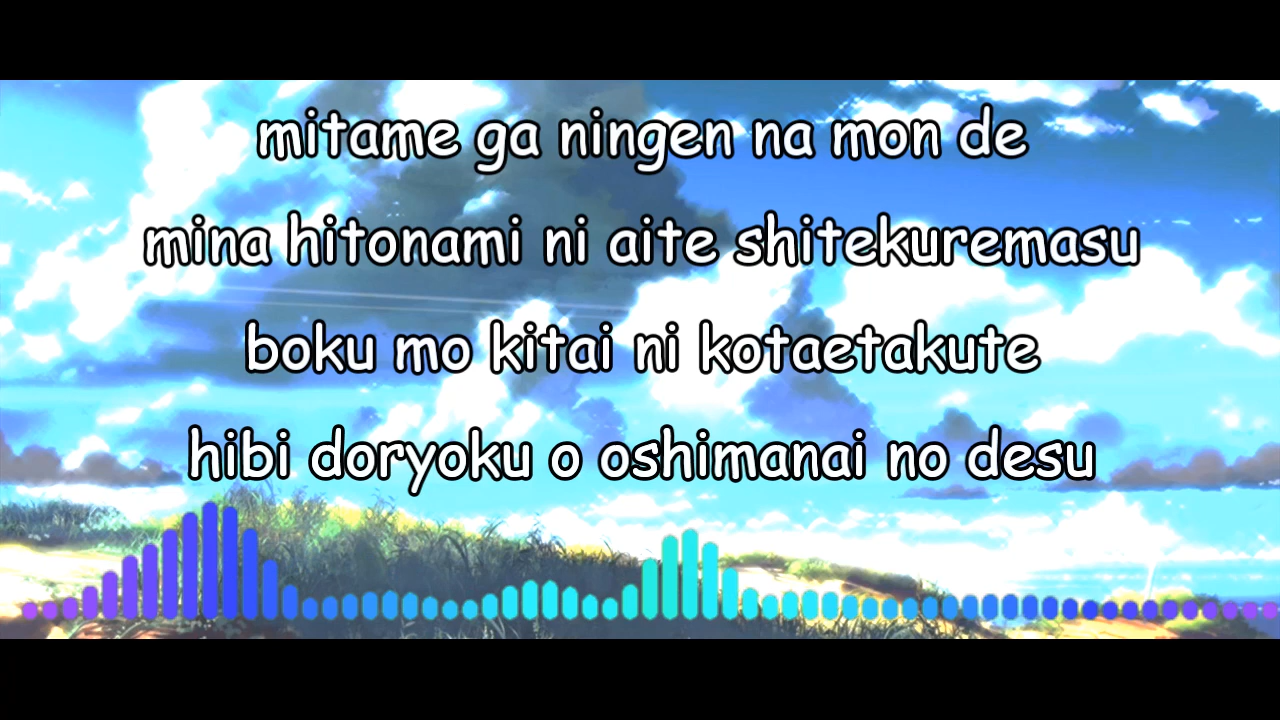 mitame ga ningen na mon de
mina hitonami ni aite shitekuremasu
boku mo kitai ni kotaetakute
hibi doryoku o oshimanai no desu